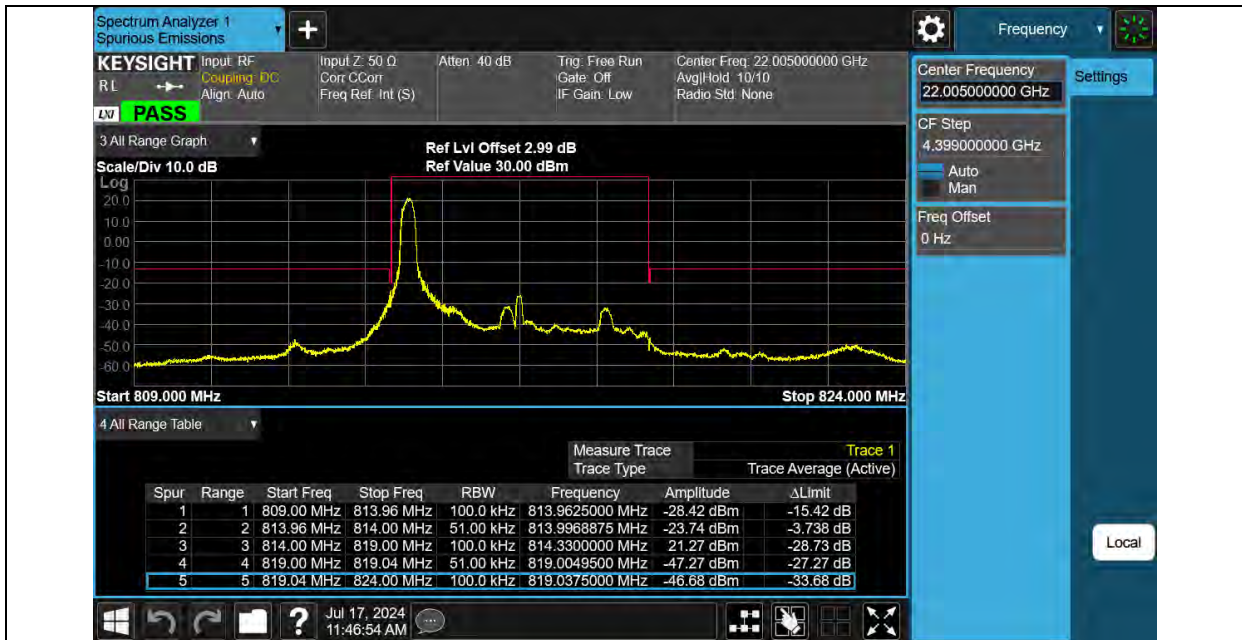 Spectrum Analyzer 1
Spurious Emissions
Frequency
KEYSIGHT Input: RF Input Z: 50 Ω Atten: 40 dB Trig: Free Run Center Freq: 22.005000000 GHz
R L Coupling: DC Corr CCorr Gate: Off Avg|Hold: 10/10
Align: Auto Freq Ref: Int (S) IF Gain: Low Radio Std: None
LXI PASS
Center Frequency
22.005000000 GHz
Settings
CF Step
4.399000000 GHz
Auto
Man
Freq Offset
0 Hz
3 All Range Graph
Ref Lvl Offset 2.99 dB
Scale/Div 10.0 dB Ref Value 30.00 dBm
Log
20.0
10.0
0.00
-10.0
-20.0
-30.0
-40.0
-50.0
-60.0
Start 809.000 MHz Stop 824.000 MHz
4 All Range Table
Measure Trace Trace 1
Trace Type Trace Average (Active)
Spur Range Start Freq Stop Freq RBW Frequency Amplitude ΔLimit
1 1 809.00 MHz 813.96 MHz 100.0 kHz 813.9625000 MHz -28.42 dBm -15.42 dB
2 2 813.96 MHz 814.00 MHz 51.00 kHz 813.9968875 MHz -23.74 dBm -3.738 dB
3 3 814.00 MHz 819.00 MHz 100.0 kHz 814.3300000 MHz 21.27 dBm -28.73 dB
4 4 819.00 MHz 819.04 MHz 51.00 kHz 819.0049500 MHz -47.27 dBm -27.27 dB
5 5 819.04 MHz 824.00 MHz 100.0 kHz 819.0375000 MHz -46.68 dBm -33.68 dB
Local
Jul 17, 2024
11:46:54 AM